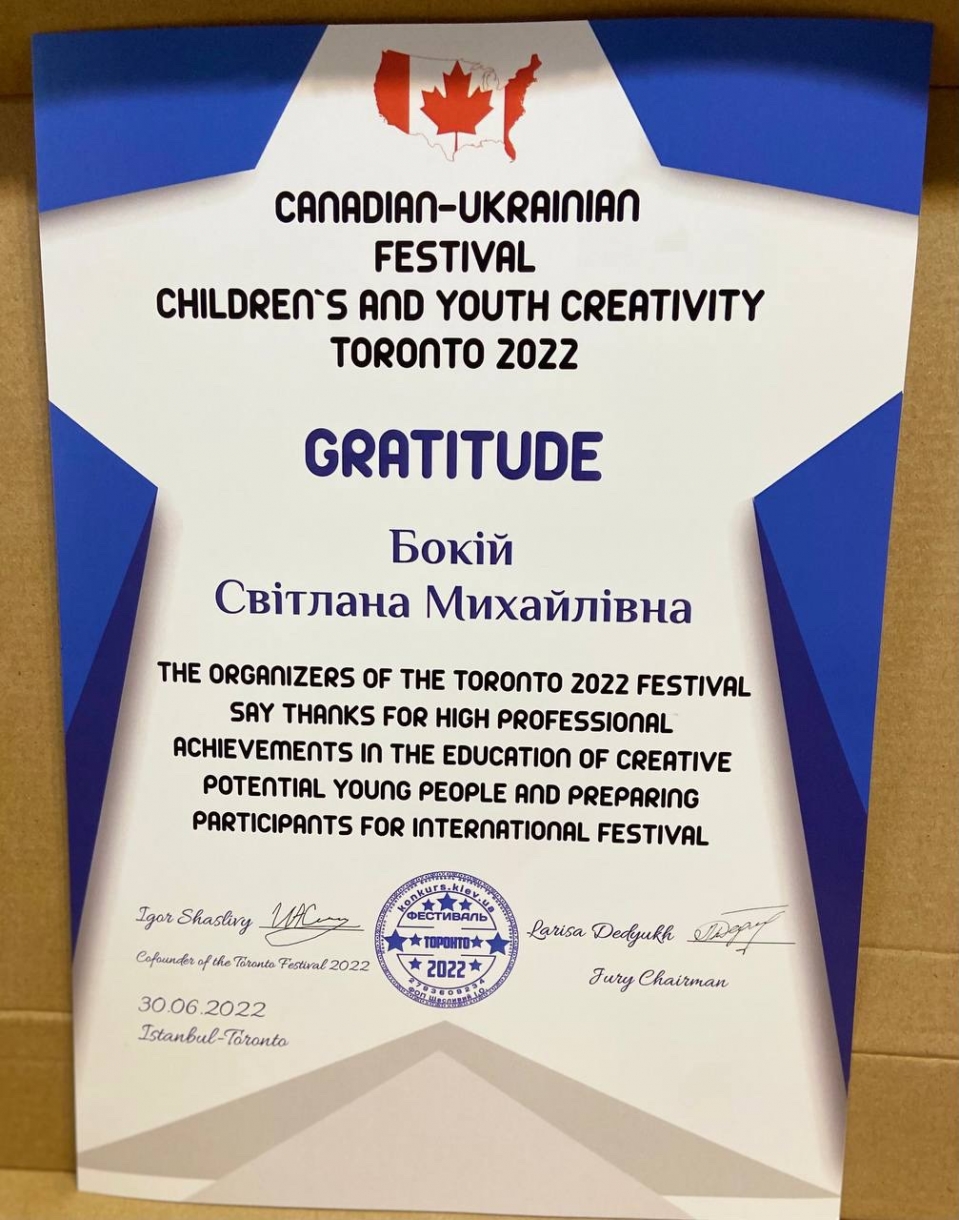 CANADIAN-UKRAINIAN
FESTIVAL
CHILDREN`S AND YOUTH CREATIVITY
TORONTO 2022
GRATITUDE
Бокій
Світлана Михайлівна
THE ORGANIZERS OF THE TORONTO 2022 FESTIVAL
SAY THANKS FOR HIGH PROFESSIONAL
ACHIEVEMENTS IN THE EDUCATION OF CREATIVE
POTENTIAL YOUNG PEOPLE AND PREPARING
PARTICIPANTS FOR INTERNATIONAL FESTIVAL
Igor Shaslivy
Cofounder of the Toronto Festival 2022
30.06.2022
Istanbul-Toronto
konkurs.kiev.ua
ФЕСТИВАЛЬ
ТОРОНТО
2022
2783608234
ФОП Щасливий І.О.
Larisa Dedyukh
Jury Chairman